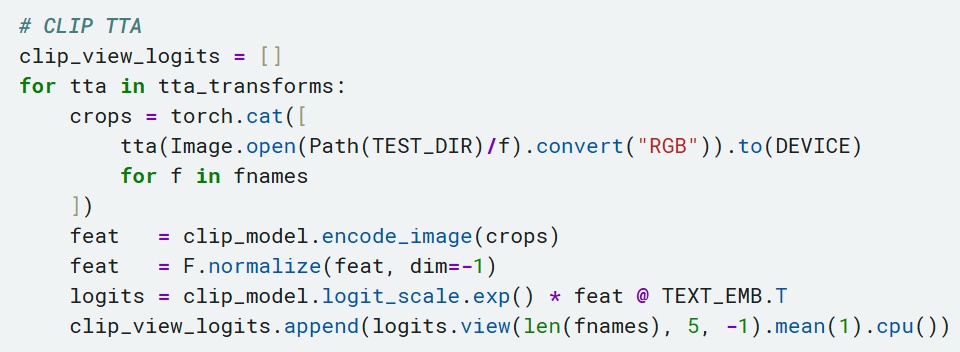 # CLIP TTA
clip_view_logits = []
for tta in tta_transforms:
    crops = torch.cat([
        tta(Image.open(Path(TEST_DIR)/f).convert("RGB")).to(DEVICE)
        for f in fnames
    ])
    feat   = clip_model.encode_image(crops)
    feat   = F.normalize(feat, dim=-1)
    logits = clip_model.logit_scale.exp() * feat @ TEXT_EMB.T
    clip_view_logits.append(logits.view(len(fnames), 5, -1).mean(1).cpu())